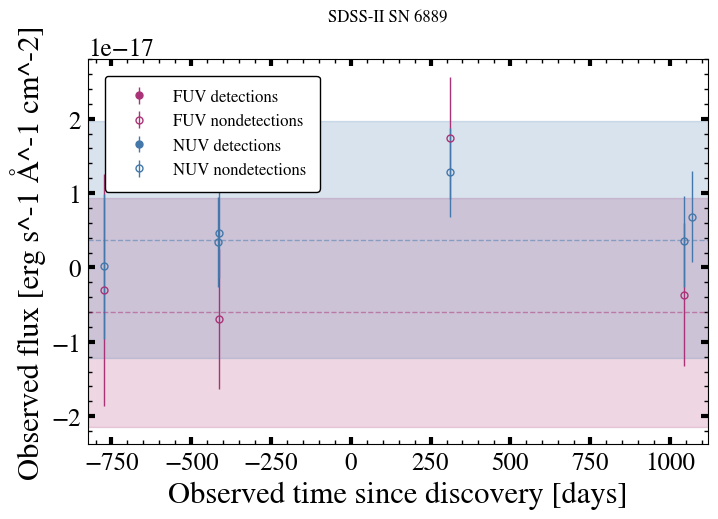 SDSS-II SN 6889
1e−17
FUV detections
FUV nondetections
NUV detections
NUV nondetections
2
1
0
−1
−2
Observed flux [erg s^-1 Å^-1 cm^-2]
−750 −500 −250 0 250 500 750 1000
Observed time since discovery [days]